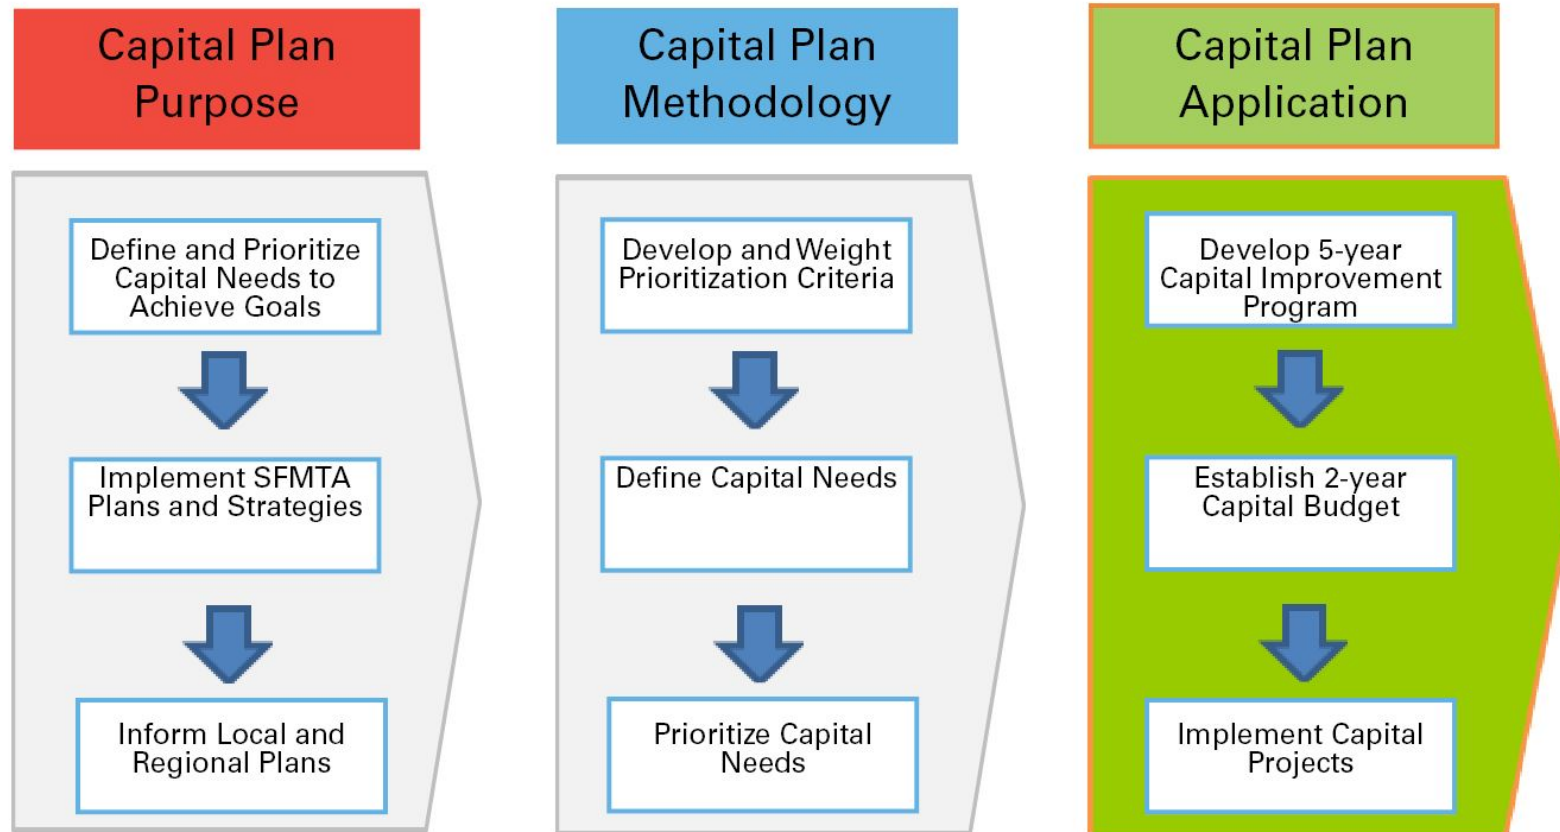 Capital Plan
Purpose
Define and Prioritize
Capital Needs to
Achieve Goals
Implement SFMTA
Plans and Strategies
Inform Local and
Regional Plans
Capital Plan
Methodology
Develop and Weight
Prioritization Criteria
Define Capital Needs
Prioritize Capital
Needs
Capital Plan
Application
Develop 5-year
Capital Improvement
Program
Establish 2-year
Capital Budget
Implement Capital
Projects